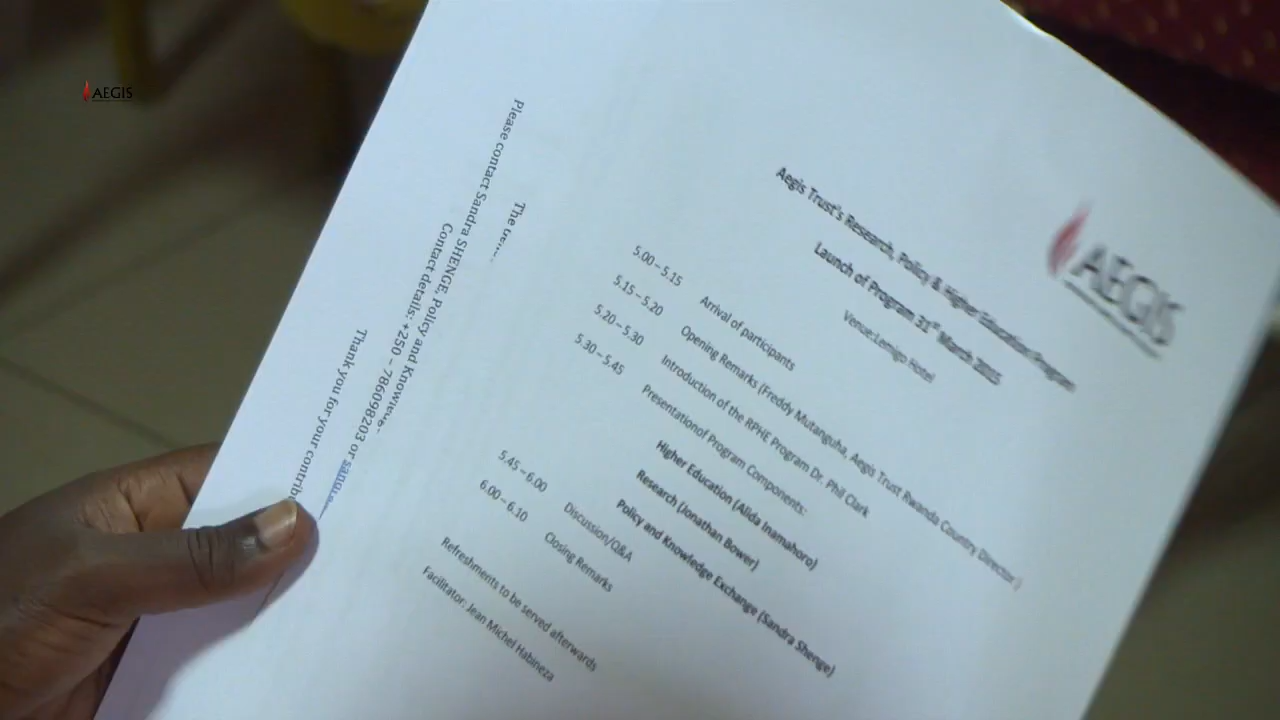 AEGIS
AEGIS
Aegis Trust's Research, Policy & Higher Education Program
Launch of Program 31st March 2015
Venue:Lemigo Hotel
5.00 – 5.15 Arrival of participants
5.15 – 5.20 Opening Remarks (Freddy Mutanguha, Aegis Trust Rwanda Country Director )
5.20 – 5.30 Introduction of the RPHE Program Dr. Phil Clark
5.30 – 5.45 Presentationof Program Components:
Higher Education (Alida Inamahoro)
Research (Jonathan Bower)
Policy and Knowledge Exchange (Sandra Shenge)
5.45 – 6.00 Discussion/Q&A
6.00 – 6.10 Closing Remarks
Refreshments to be served afterwards
Facilitator: Jean Michel Habineza
The
Please contact Sandra SHENGE, Policy and
Contact details: +250 – 786098203 or
Thank you for your